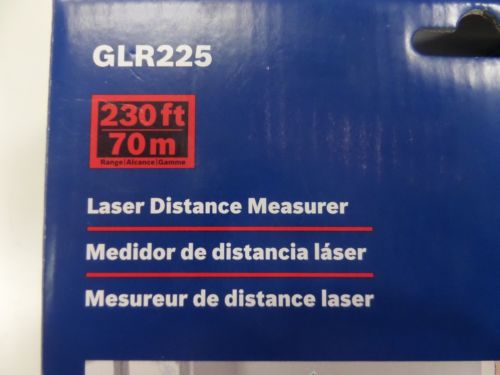 GLR225
230 ft
70 m
Range|Alcance|Gamme
Laser Distance Measurer
Medidor de distancia láser
Mesureur de distance laser